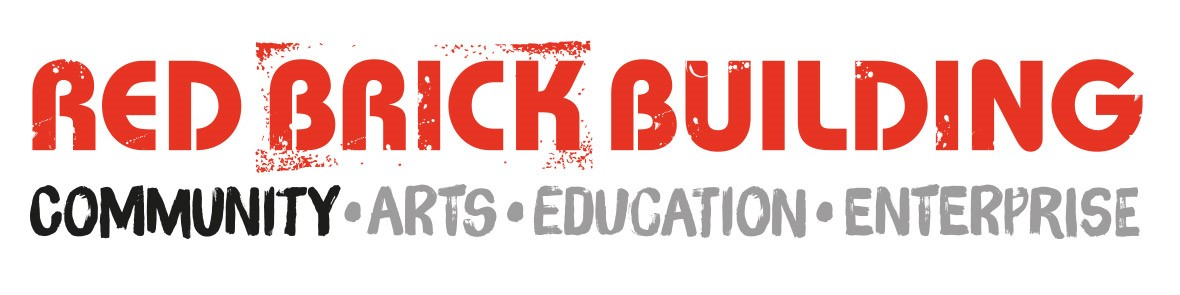 RED BRICK BUILDING
COMMUNITY • ARTS • EDUCATION • ENTERPRISE